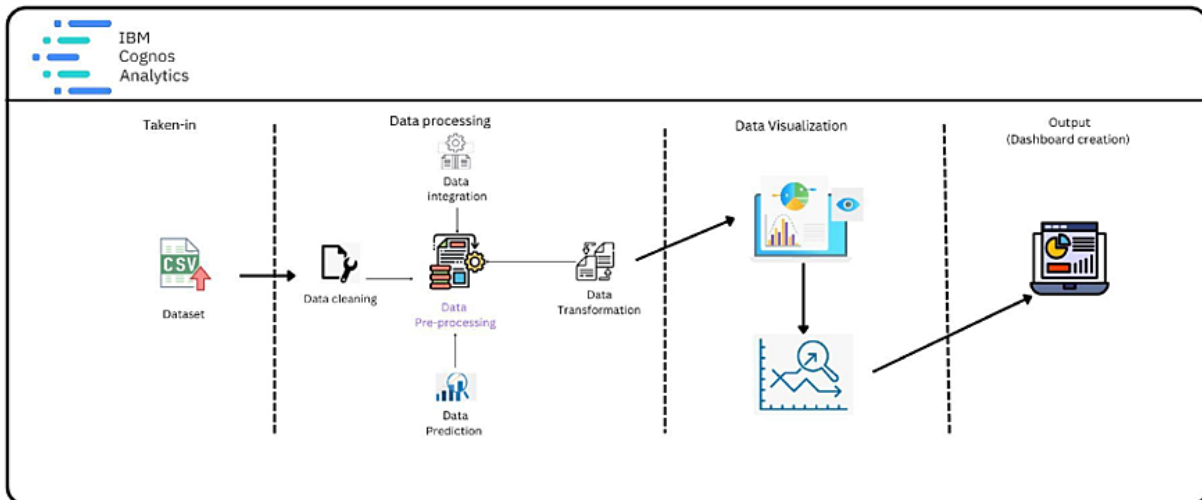 IBM
Cognos
Analytics
Taken-in
Data processing
Data Visualization
Output
(Dashboard creation)
Data
integration
CSV
Dataset
Data cleaning
Data
Pre-processing
Data
Transformation
Data
Prediction